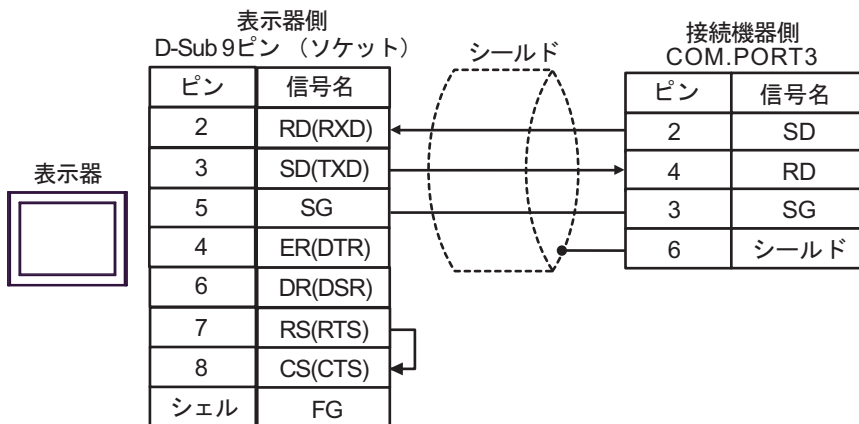 表示器側
D-Sub 9ピン （ソケット）
シールド
接続機器側
COM.PORT3
ピン 信号名
2 RD(RXD)
3 SD(TXD)
5 SG
4 ER(DTR)
6 DR(DSR)
7 RS(RTS)
8 CS(CTS)
シェル FG
表示器
ピン 信号名
2 SD
4 RD
3 SG
6 シールド